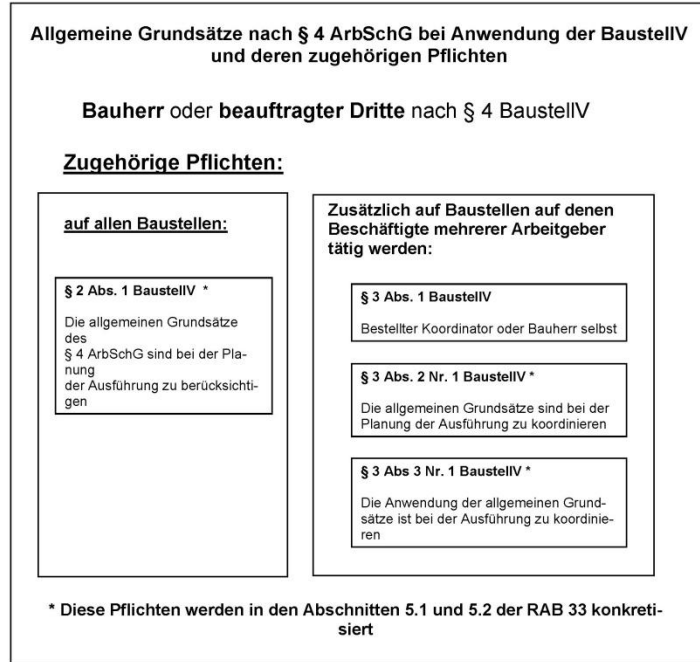 Allgemeine Grundsätze nach § 4 ArbSchG bei Anwendung der BaustellV
und deren zugehörigen Pflichten
Bauherr oder beauftragter Dritte nach § 4 BaustellV
Zugehörige Pflichten:
auf allen Baustellen:
§ 2 Abs. 1 BaustellV *
Die allgemeinen Grundsätze
des
§ 4 ArbSchG sind bei der Pla-
nung
der Ausführung zu berücksichti-
gen
Zusätzlich auf Baustellen auf denen
Beschäftigte mehrerer Arbeitgeber
tätig werden:
§ 3 Abs. 1 BaustellV
Bestellter Koordinator oder Bauherr selbst
§ 3 Abs. 2 Nr. 1 BaustellV *
Die allgemeinen Grundsätze sind bei der
Planung der Ausführung zu koordinieren
§ 3 Abs 3 Nr. 1 BaustellV *
Die Anwendung der allgemeinen Grund-
sätze ist bei der Ausführung zu koordinie-
ren
* Diese Pflichten werden in den Abschnitten 5.1 und 5.2 der RAB 33 konkreti-
siert